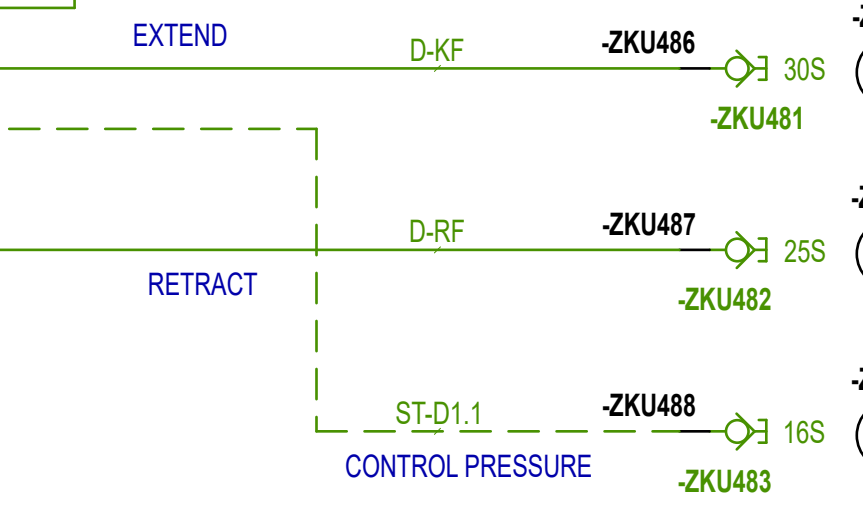 EXTEND
D-KF
-ZKU486
30S
-ZKU481
D-RF
-ZKU487
25S
RETRACT
-ZKU482
ST-D1.1
-ZKU488
16S
CONTROL PRESSURE
-ZKU483